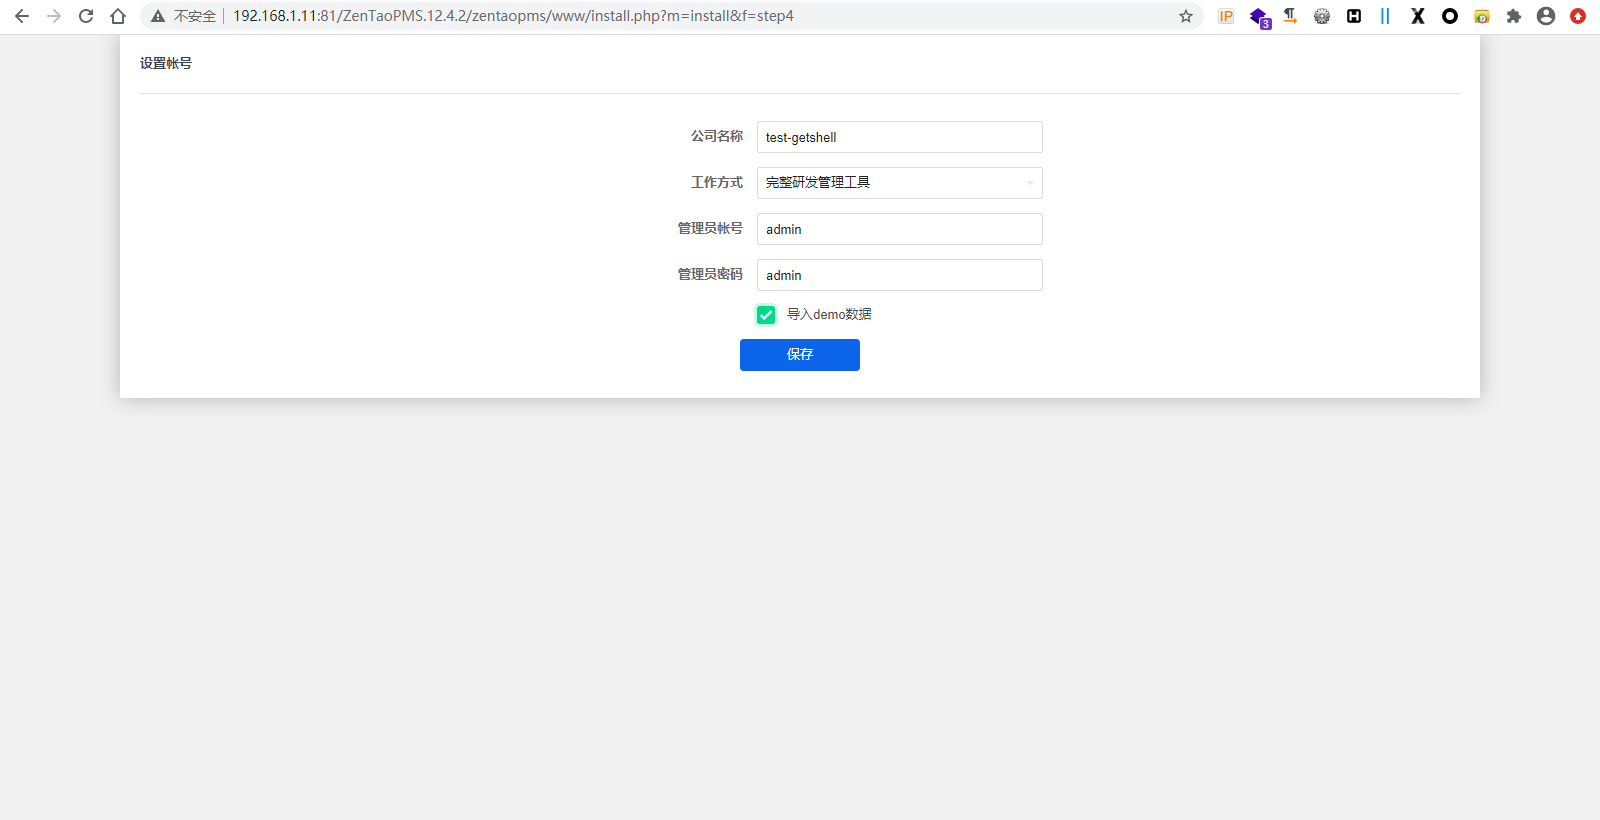 不安全 192.168.1.11:81/ZenTaoPMS.12.4.2/zentaopms/www/install.php?m=install&f=step4
IP
3
设置帐号
公司名称 test-getshell
工作方式 完整研发管理工具
管理员帐号 admin
管理员密码 admin
导入demo数据
保存